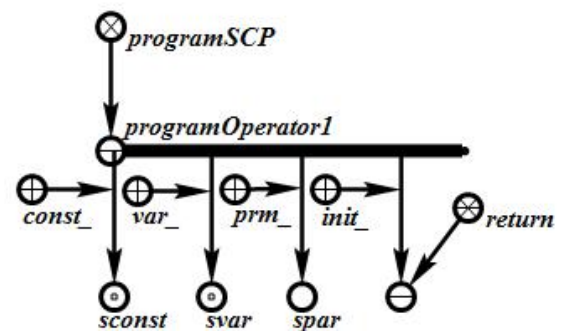 programSCP
programOperator1
const_ var_ prm_ init_
return
sconst svar spar